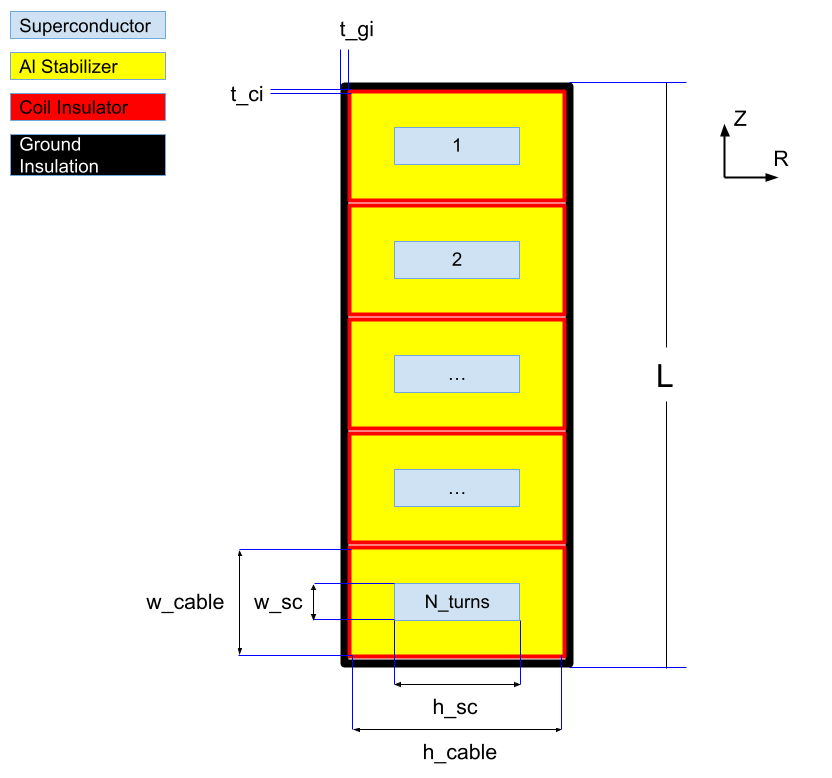 Superconductor
Al Stabilizer
Coil Insulator
Ground
Insulation
t_gi
t_ci
Z
R
1
2
...
...
L
w_cable
w_sc
N_turns
h_sc
h_cable